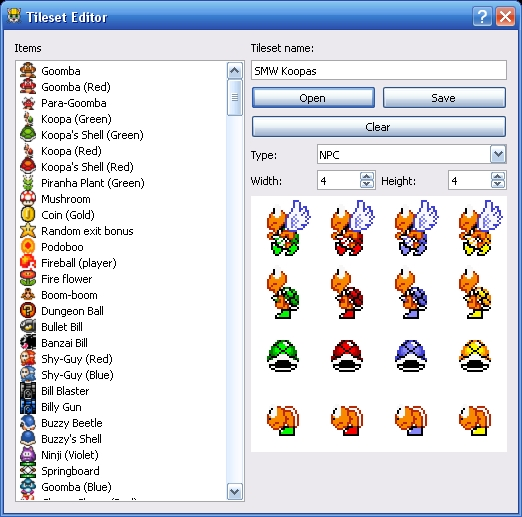 Tileset Editor
Items
Goomba
Goomba (Red)
Para-Goomba
Koopa (Green)
Koopa's Shell (Green)
Koopa (Red)
Koopa's Shell (Red)
Piranha Plant (Green)
Mushroom
Coin (Gold)
Random exit bonus
Podoboo
Fireball (player)
Fire flower
Boom-boom
Dungeon Ball
Bullet Bill
Banzai Bill
Shy-Guy (Red)
Shy-Guy (Blue)
Bill Blaster
Billy Gun
Buzzy Beetle
Buzzy's Shell
Ninji (Violet)
Springboard
Goomba (Blue)
Tileset name:
SMW Koopas
Open
Save
Clear
Type:
NPC
Width:
4
Height:
4